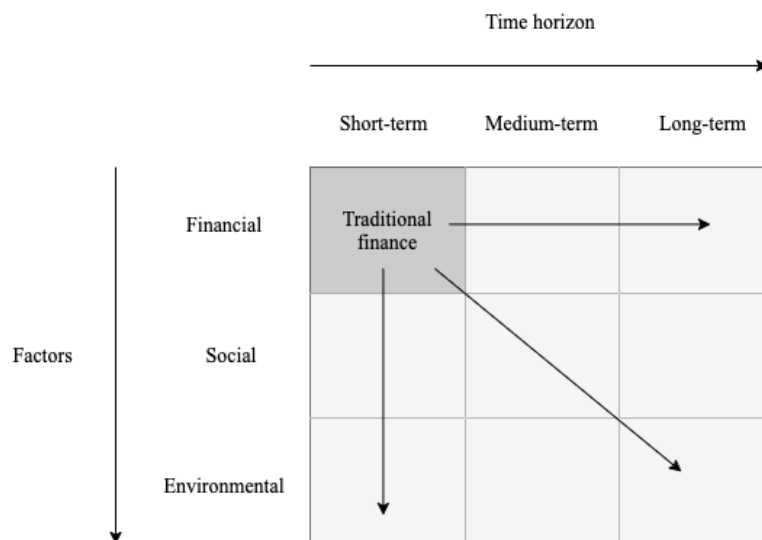 Time horizon
Short-term Medium-term Long-term
Financial
Traditional
finance
Factors
Social
Environmental